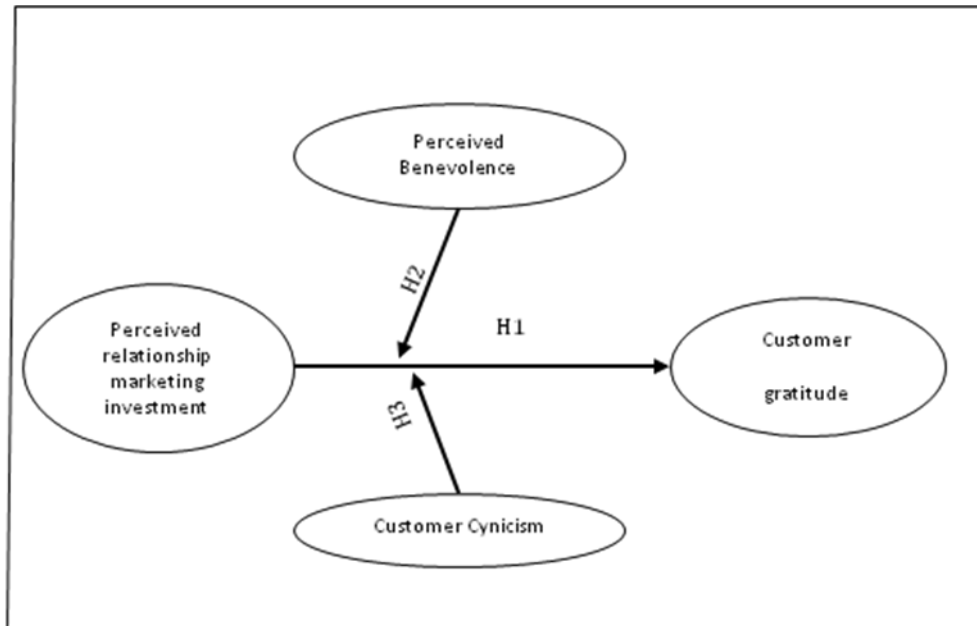 Perceived
Benevolence
H2
H1
Perceived
relationship
marketing
investment
Customer
gratitude
H3
Customer Cynicism